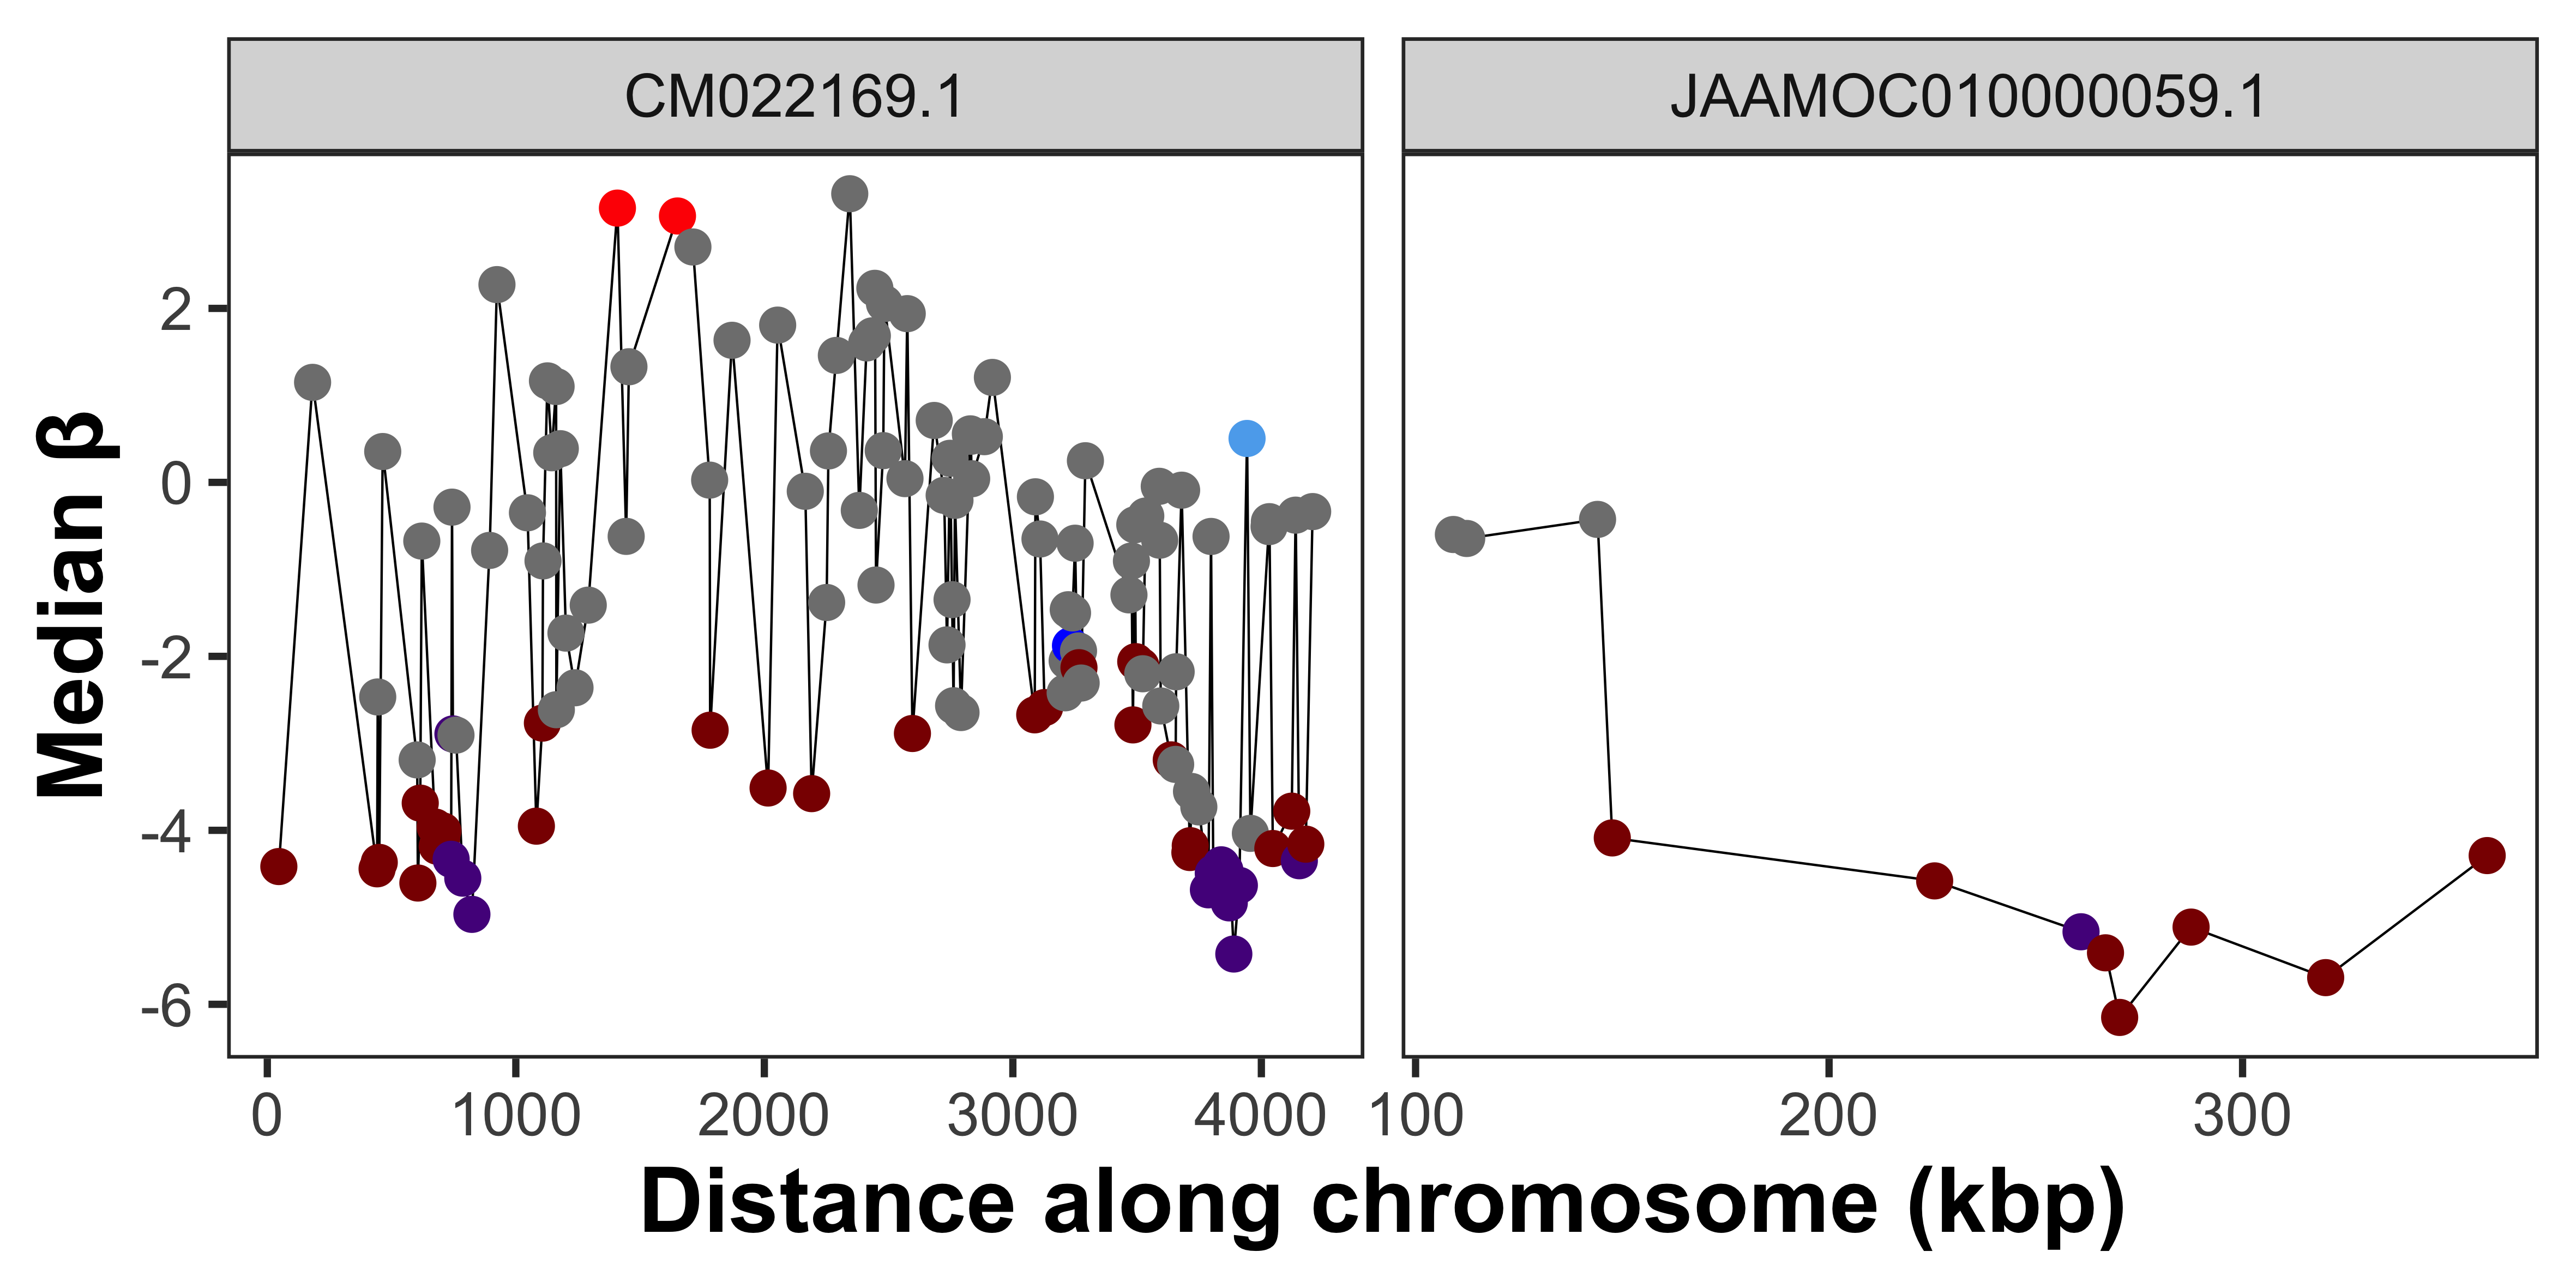 CM022169.1 JAAMOC010000059.1
Median β
2
0
-2
-4
-6
0 1000 2000 3000 4000 100 200 300
Distance along chromosome (kbp)